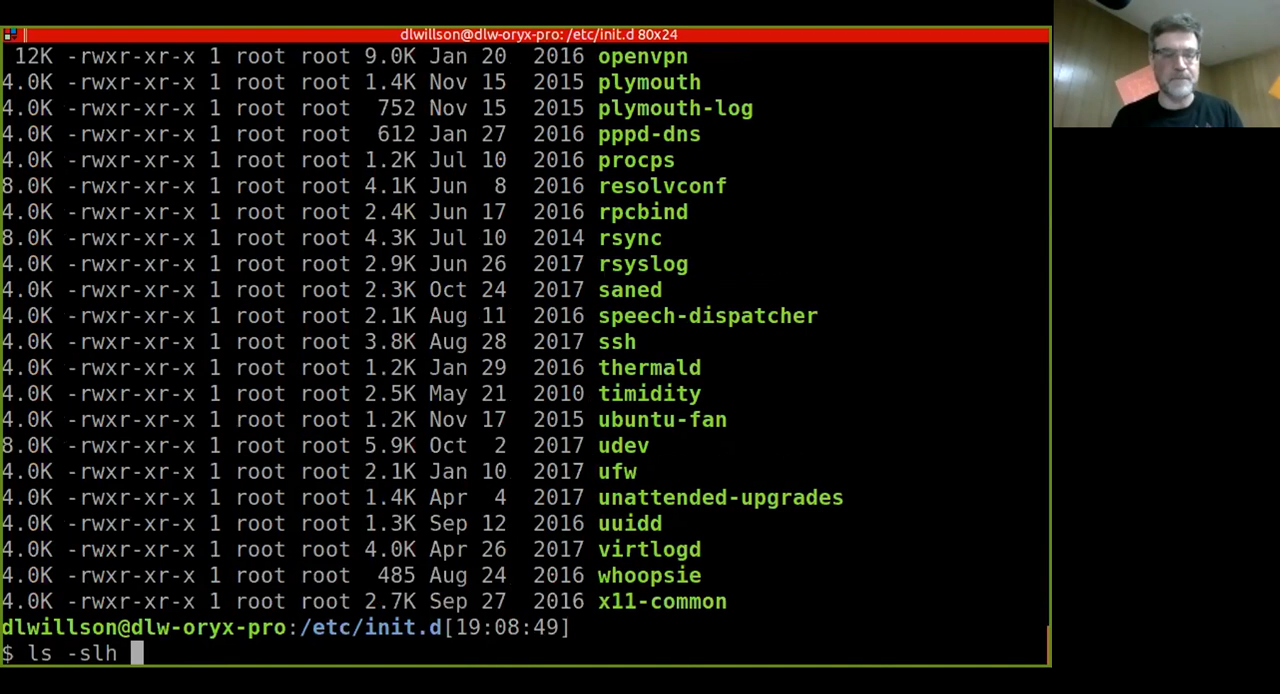 dlwillson@dlw-oryx-pro: /etc/init.d 80x24
12K -rwxr-xr-x 1 root root 9.0K Jan 20  2016 openvpn
4.0K -rwxr-xr-x 1 root root 1.4K Nov 15  2015 plymouth
4.0K -rwxr-xr-x 1 root root  752 Nov 15  2015 plymouth-log
4.0K -rwxr-xr-x 1 root root  612 Jan 27  2016 pppd-dns
4.0K -rwxr-xr-x 1 root root 1.2K Jul 10  2016 procps
8.0K -rwxr-xr-x 1 root root 4.1K Jun  8  2016 resolvconf
4.0K -rwxr-xr-x 1 root root 2.4K Jun 17  2016 rpcbind
8.0K -rwxr-xr-x 1 root root 4.3K Jul 10  2014 rsync
4.0K -rwxr-xr-x 1 root root 2.9K Jun 26  2017 rsyslog
4.0K -rwxr-xr-x 1 root root 2.3K Oct 24  2017 saned
4.0K -rwxr-xr-x 1 root root 2.1K Aug 11  2016 speech-dispatcher
4.0K -rwxr-xr-x 1 root root 3.8K Aug 28  2017 ssh
4.0K -rwxr-xr-x 1 root root 1.2K Jan 29  2016 thermald
4.0K -rwxr-xr-x 1 root root 2.5K May 21  2010 timidity
4.0K -rwxr-xr-x 1 root root 1.2K Nov 17  2015 ubuntu-fan
8.0K -rwxr-xr-x 1 root root 5.9K Oct  2  2017 udev
4.0K -rwxr-xr-x 1 root root 2.1K Jan 10  2017 ufw
4.0K -rwxr-xr-x 1 root root 1.4K Apr  4  2017 unattended-upgrades
4.0K -rwxr-xr-x 1 root root 1.3K Sep 12  2016 uuidd
4.0K -rwxr-xr-x 1 root root 4.0K Apr 26  2017 virtlogd
4.0K -rwxr-xr-x 1 root root  485 Aug 24  2016 whoopsie
4.0K -rwxr-xr-x 1 root root 2.7K Sep 27  2016 x11-common
dlwillson@dlw-oryx-pro:/etc/init.d[19:08:49]
$ ls -slh